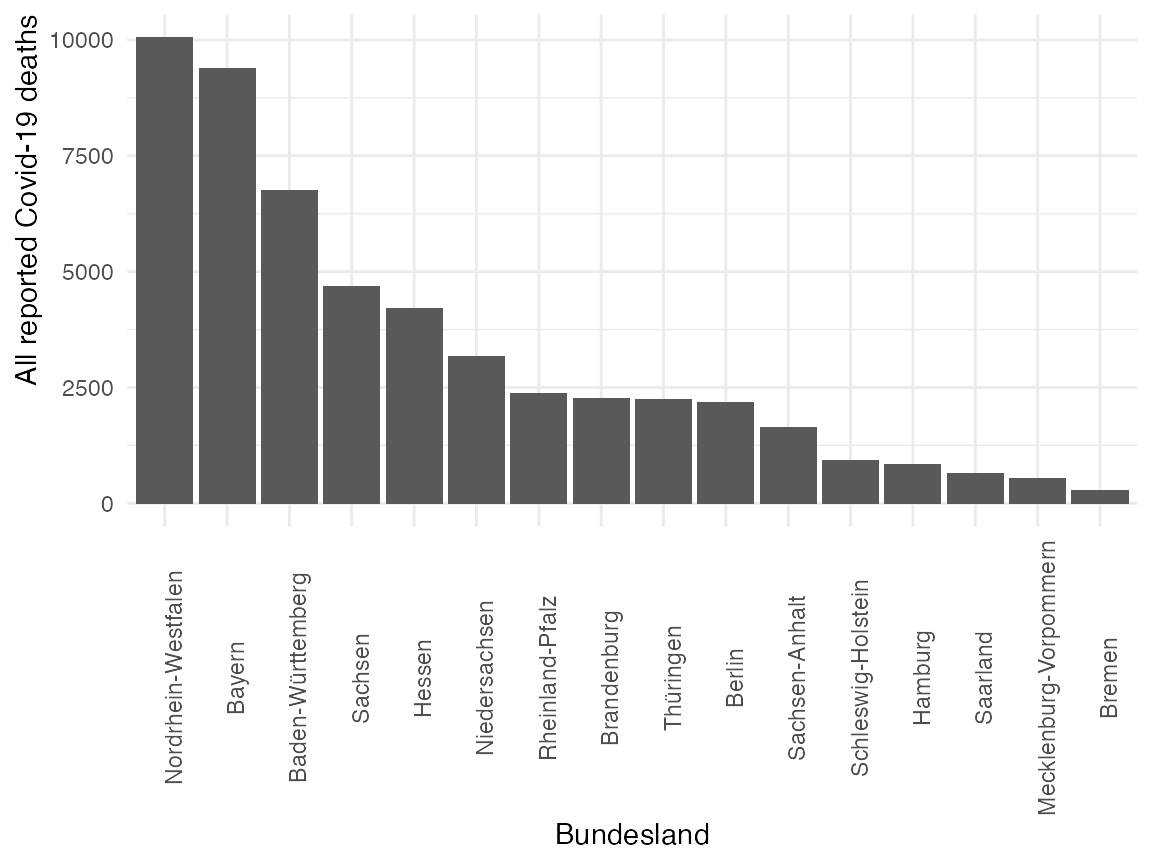 All reported Covid-19 deaths
10000
7500
5000
2500
0
Nordrhein-Westfalen
Bayern
Baden-Württemberg
Sachsen
Hessen
Niedersachsen
Rheinland-Pfalz
Brandenburg
Thüringen
Berlin
Sachsen-Anhalt
Schleswig-Holstein
Hamburg
Saarland
Mecklenburg-Vorpommern
Bremen
Bundesland